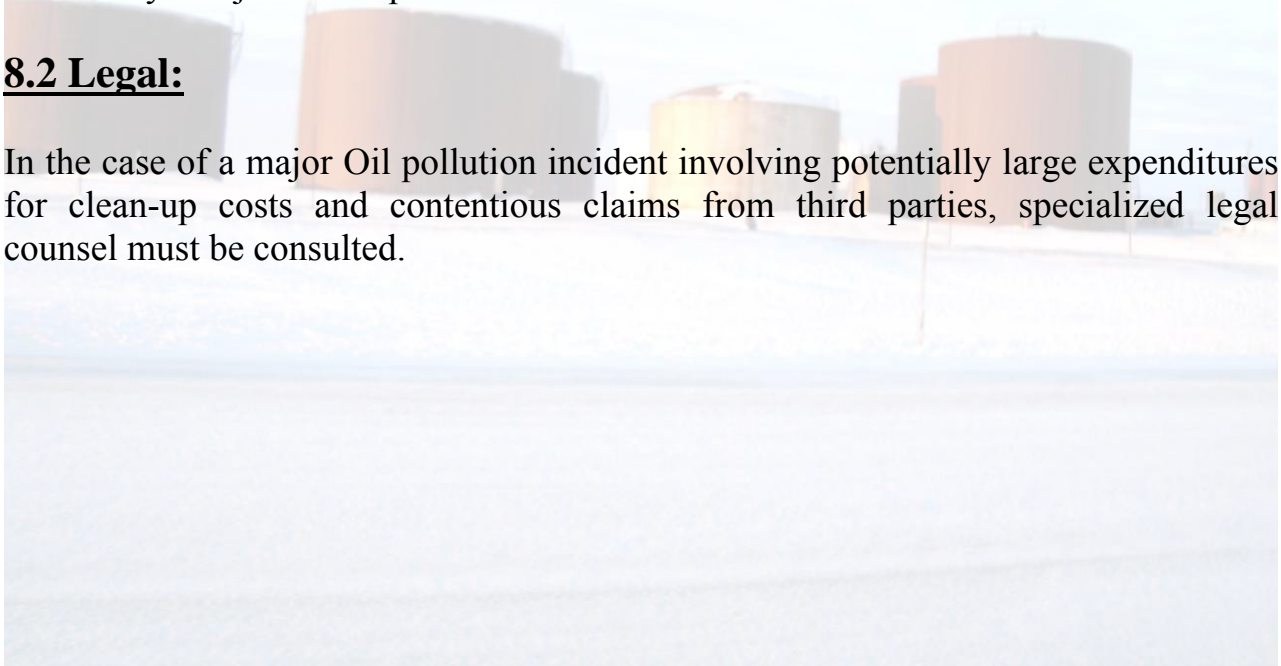 8.2 Legal:
In the case of a major Oil pollution incident involving potentially large expenditures
for clean-up costs and contentious claims from third parties, specialized legal
counsel must be consulted.